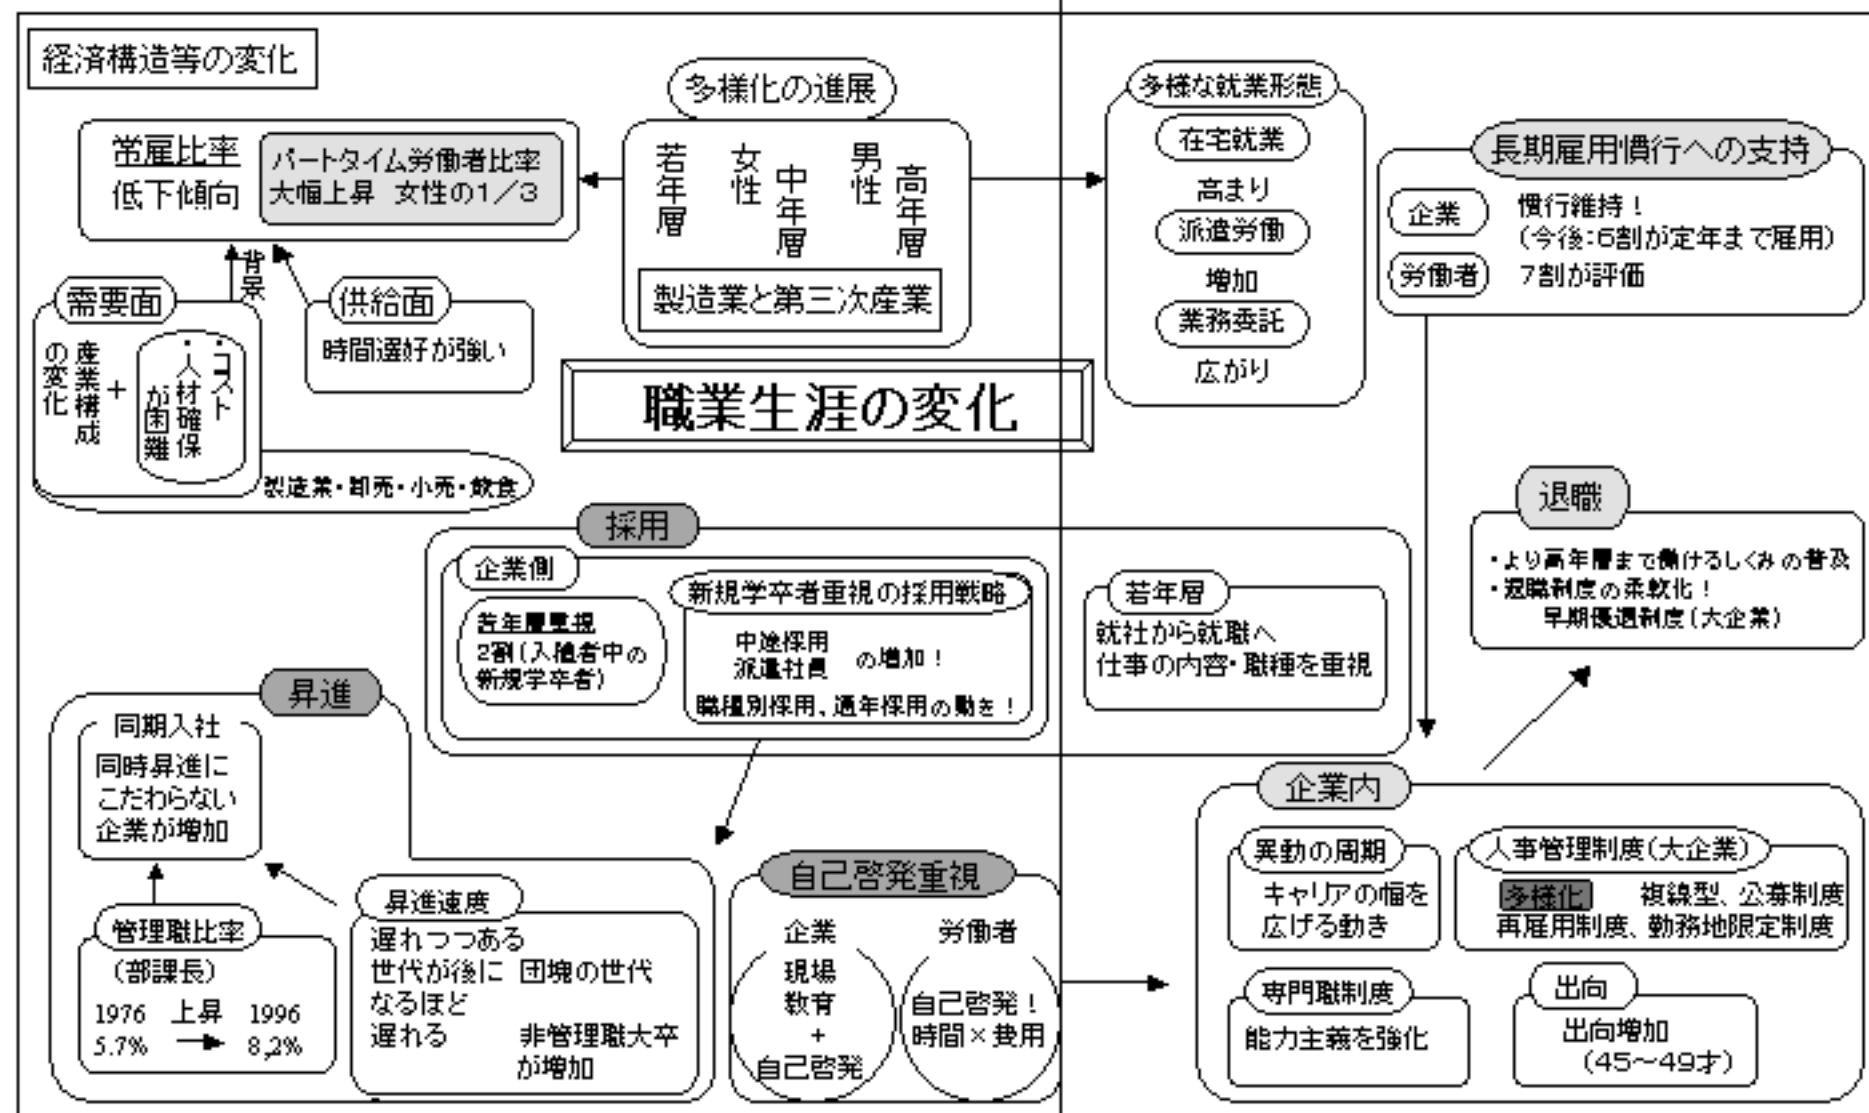 経済構造等の変化
常雇比率
低下傾向
パートタイム労働者比率
大幅上昇 女性の1/3
多様化の進展
若年層
女性
中年層
男性
高年層
製造業と第三次産業
多様な就業形態
在宅就業
高まり
派遣労働
増加
業務委託
広がり
長期雇用慣行への支持
企業
慣行維持!
(今後:6割が定年まで雇用)
労働者
7割が評価
背景
需要面
産業構成
の変化
+
・コスト
・人材確保
が困難
製造業・卸売・小売・飲食
供給面
時間選好が強い
職業生涯の変化
採用
企業側
若年層重視
2割(入職者中の
新規学卒者)
新規学卒者重視の採用戦略
中途採用
派遣社員
の増加!
職種別採用、通年採用の動き!
若年層
就社から就職へ
仕事の内容・職種を重視
退職
・より高年層まで働けるしくみの普及
・退職制度の柔軟化!
早期優遇制度(大企業)
昇進
同期入社
同時昇進に
こだわらない
企業が増加
管理職比率
(部課長)
1976 上昇 1996
5.7% 8,2%
昇進速度
遅れつつある
世代が後に 団塊の世代
なるほど
遅れる 非管理職大卒
が増加
自己啓発重視
企業
現場
教育
+
自己啓発
労働者
自己啓発!
時間×費用
企業内
異動の周期
キャリアの幅を
広げる動き
人事管理制度(大企業)
多様化 複線型、公募制度
再雇用制度、勤務地限定制度
専門職制度
能力主義を強化
出向
出向増加
(45~49才)